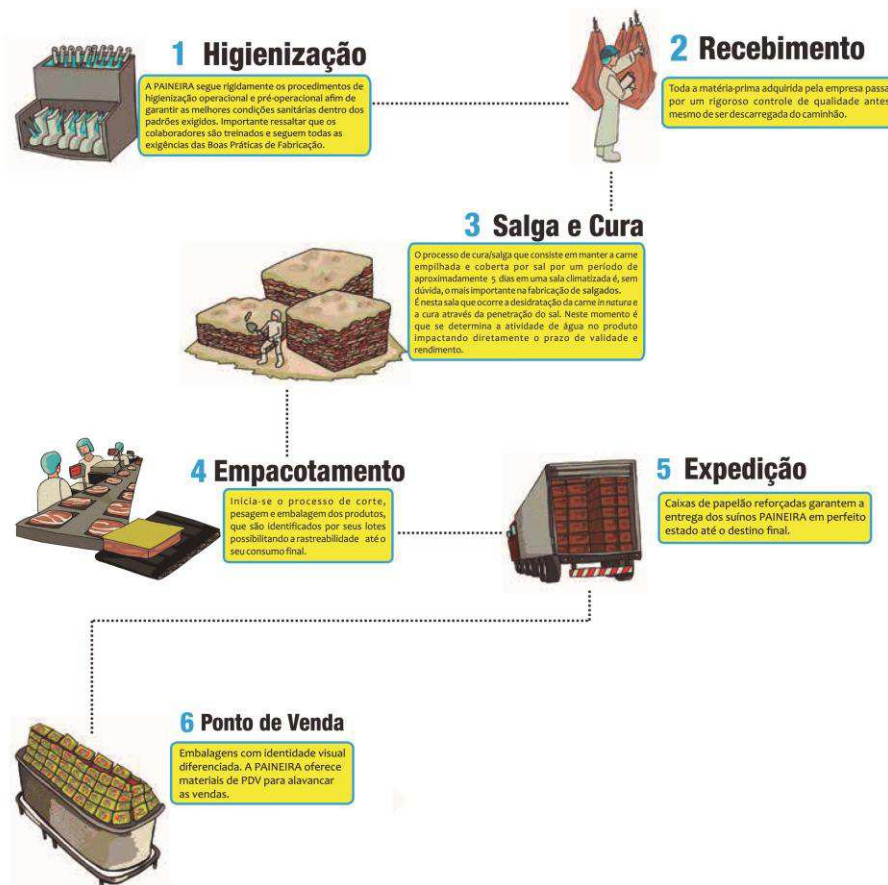 1 Higienização
A PAINEIRA segue rigidamente os procedimentos de
higienização operacional e pré-operacional afim de
garantir as melhores condições sanitárias dentro dos
padrões exigidos. Importante ressaltar que os
colaboradores são treinados e seguem todas as
exigências das Boas Práticas de Fabricação.
2 Recebimento
Toda a matéria-prima adquirida pela empresa passa
por um rigoroso controle de qualidade antes
mesmo de ser descarregada do caminhão.
3 Salga e Cura
O processo de cura/salga que consiste em manter a carne
empilhada e coberta por sal por um período de
aproximadamente 5 dias em uma sala climatizada é, sem
dúvida, o mais importante na fabricação de salgados.
É nesta sala que ocorre a desidratação da carne in natura e
a cura através da penetração do sal. Neste momento é
que se determina a atividade de água no produto
impactando diretamente o prazo de validade e
rendimento.
4 Empacotamento
Inicia-se o processo de corte,
pesagem e embalagem dos produtos,
que são identificados por seus lotes
possibilitando a rastreabilidade até o
seu consumo final.
5 Expedição
Caixas de papelão reforçadas garantem a
entrega dos suínos PAINEIRA em perfeito
estado até o destino final.
6 Ponto de Venda
Embalagens com identidade visual
diferenciada. A PAINEIRA oferece
materiais de PDV para alavancar
as vendas.